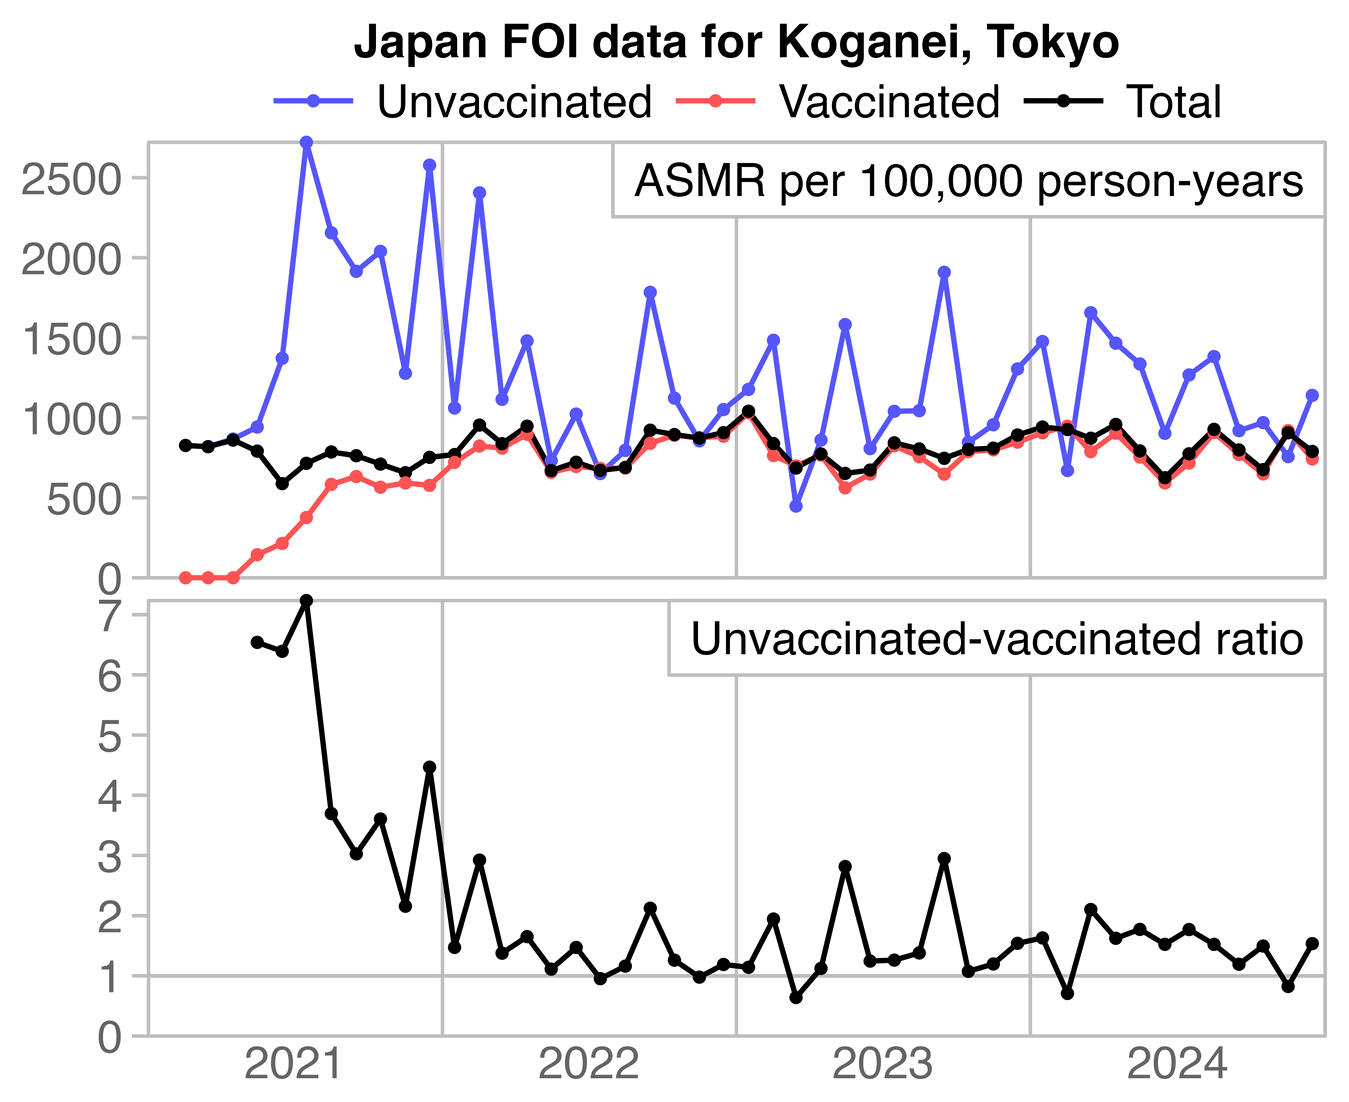 Japan FOI data for Koganei, Tokyo
Unvaccinated Vaccinated Total
ASMR per 100,000 person-years
2500
2000
1500
1000
500
0
Unvaccinated-vaccinated ratio
7
6
5
4
3
2
1
0
2021 2022 2023 2024